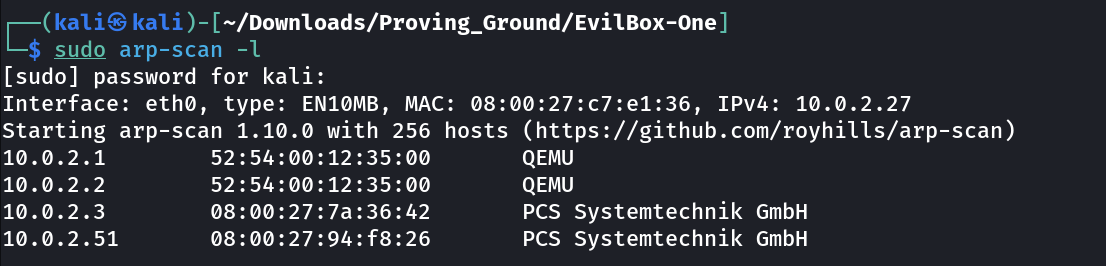 ┌──(kali㉿kali)-[~/Downloads/Proving_Ground/EvilBox-One]
└─$ sudo arp-scan -l
[sudo] password for kali:
Interface: eth0, type: EN10MB, MAC: 08:00:27:c7:e1:36, IPv4: 10.0.2.27
Starting arp-scan 1.10.0 with 256 hosts (https://github.com/royhills/arp-scan)
10.0.2.1	52:54:00:12:35:00	QEMU
10.0.2.2	52:54:00:12:35:00	QEMU
10.0.2.3	08:00:27:7a:36:42	PCS Systemtechnik GmbH
10.0.2.51	08:00:27:94:f8:26	PCS Systemtechnik GmbH